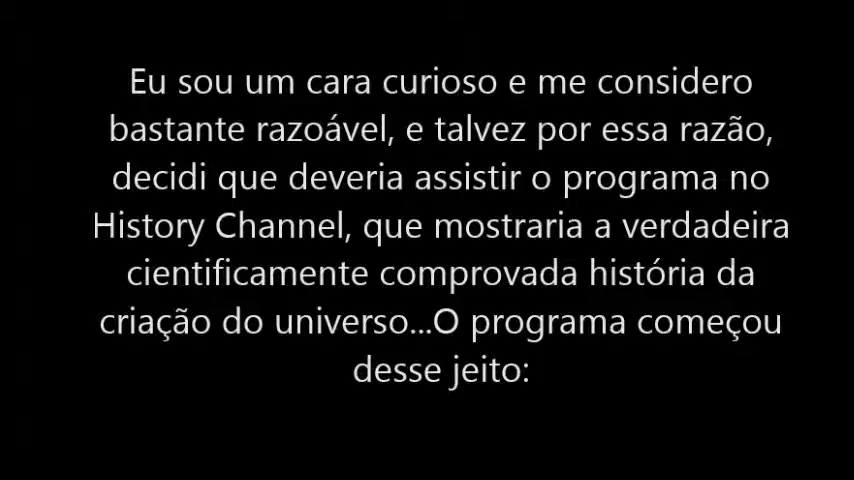 Eu sou um cara curioso e me considero
bastante razoável, e talvez por essa razão,
decidi que deveria assistir o programa no
History Channel, que mostraria a verdadeira
cientificamente comprovada história da
criação do universo...O programa começou
desse jeito: